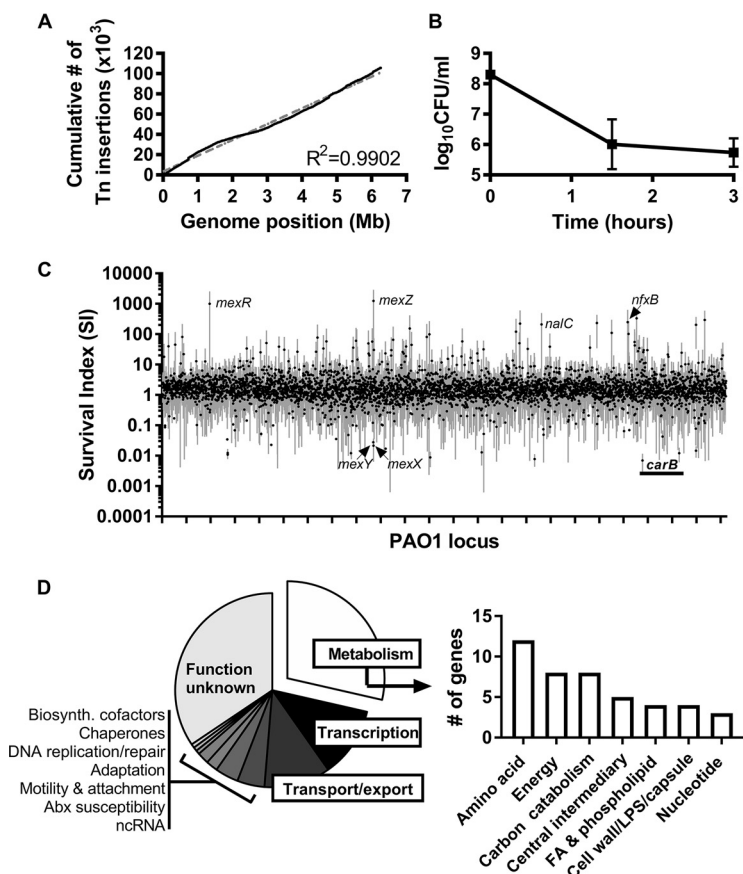 A
Cumulative # of
Tn insertions (x10³)
120
100
80
60
40
20
0
R²=0.9902
0 1 2 3 4 5 6 7
Genome position (Mb)
B
log₁₀CFU/ml
9
8
7
6
5
0 1 2 3
Time (hours)
C
Survival Index (SI)
10000
1000
100
10
1
0.1
0.01
0.001
0.0001
mexR
mexZ
nalC
nfxB
mexY
mexX
carB
PAO1 locus
D
Function
unknown
Metabolism
Transcription
Transport/export
Biosynth. cofactors
Chaperones
DNA replication/repair
Adaptation
Motility & attachment
Abx susceptibility
ncRNA
# of genes
15
10
5
0
Amino acid
Energy
Carbon catabolism
Central intermediary
FA & phospholipid
Cell wall/LPS/capsule
Nucleotide